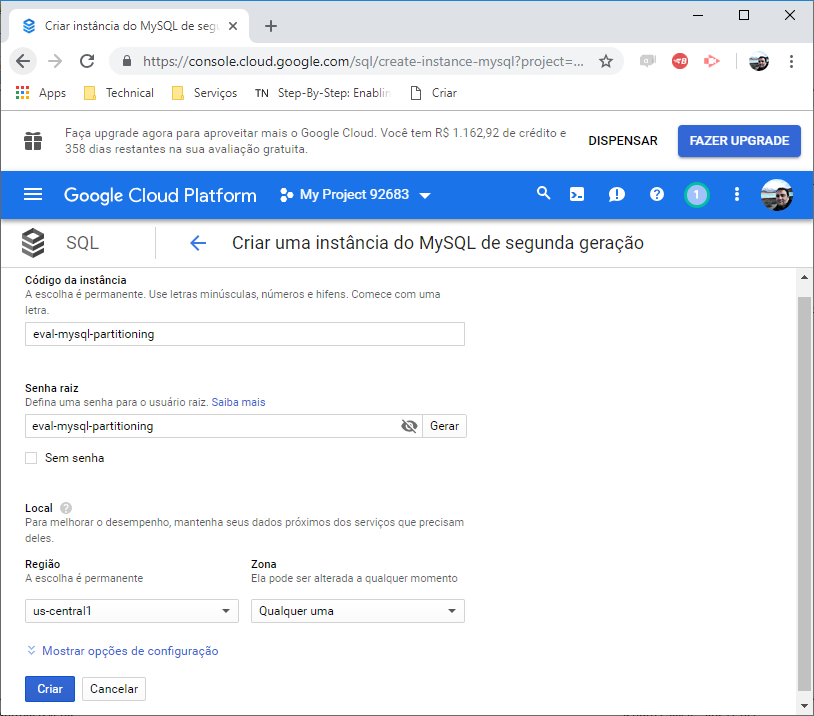 Criar instância do MySQL de segu
https://console.cloud.google.com/sql/create-instance-mysql?project=...
Apps Technical Serviços TN Step-By-Step: Enablin Criar
Faça upgrade agora para aproveitar mais o Google Cloud. Você tem R$ 1.162,92 de crédito e
358 dias restantes na sua avaliação gratuita.
DISPENSAR
FAZER UPGRADE
Google Cloud Platform My Project 92683 1
SQL Criar uma instância do MySQL de segunda geração
Código da instância
A escolha é permanente. Use letras minúsculas, números e hifens. Comece com uma
letra.
eval-mysql-partitioning
Senha raiz
Defina uma senha para o usuário raiz. Saiba mais
eval-mysql-partitioning Gerar
Sem senha
Local ?
Para melhorar o desempenho, mantenha seus dados próximos dos serviços que precisam
deles.
Região
A escolha é permanente
us-central1
Zona
Ela pode ser alterada a qualquer momento
Qualquer uma
Mostrar opções de configuração
Criar Cancelar